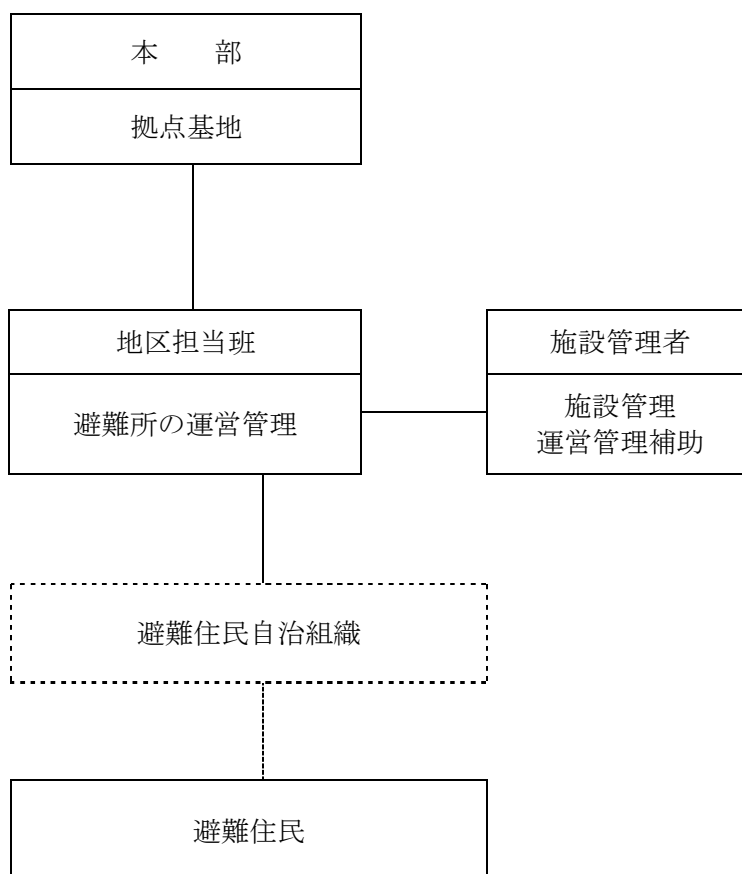 本　　部
拠点基地
地区担当班
避難所の運営管理
施設管理者
施設管理
運営管理補助
避難住民自治組織
避難住民